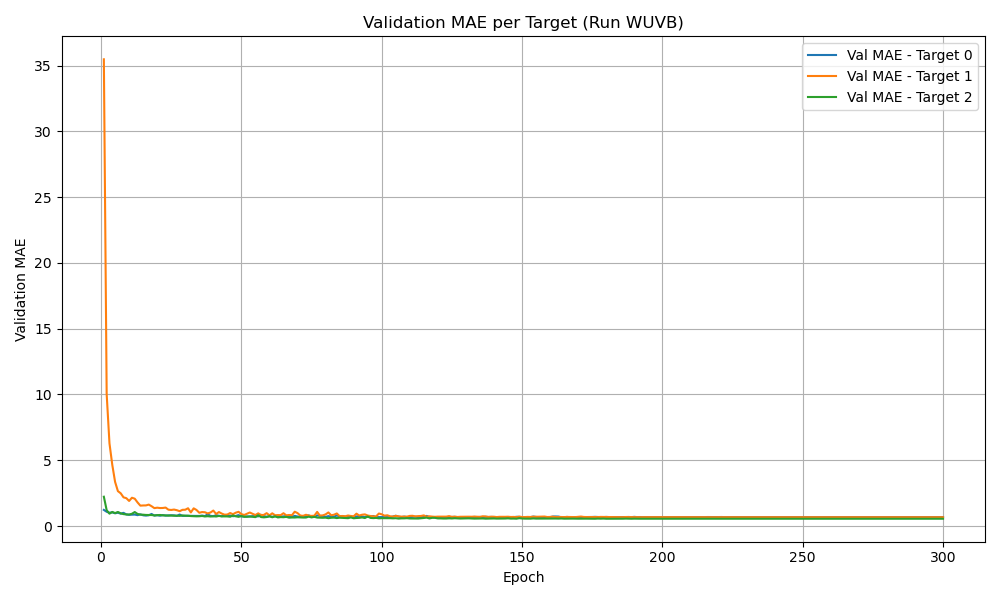 Validation MAE per Target (Run WUVB)
Val MAE - Target 0
Val MAE - Target 1
Val MAE - Target 2
Validation MAE
35
30
25
20
15
10
5
0
0 50 100 150 200 250 300
Epoch